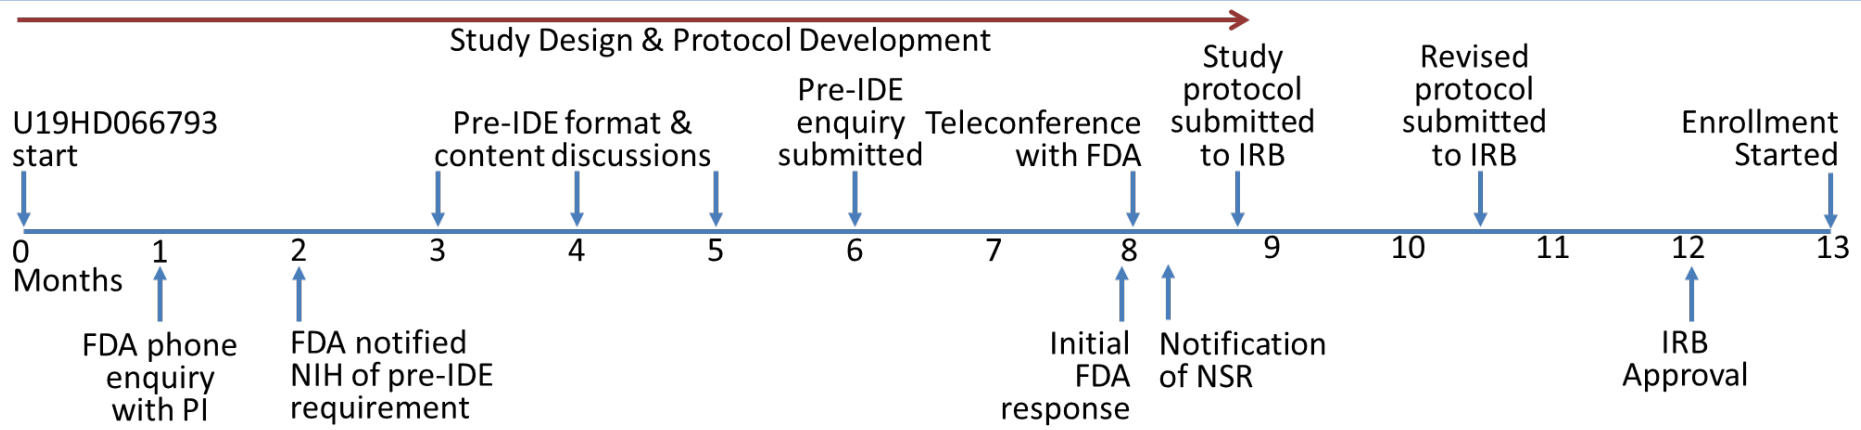 Study Design & Protocol Development
U19HD066793
start
Pre-IDE format &
content discussions
Pre-IDE
enquiry
submitted
Teleconference
with FDA
Study
protocol
submitted
to IRB
Revised
protocol
submitted
to IRB
Enrollment
Started
0 1 2 3 4 5 6 7 8 9 10 11 12 13
Months
FDA phone
enquiry
with PI
FDA notified
NIH of pre-IDE
requirement
Initial
FDA
response
Notification
of NSR
IRB
Approval